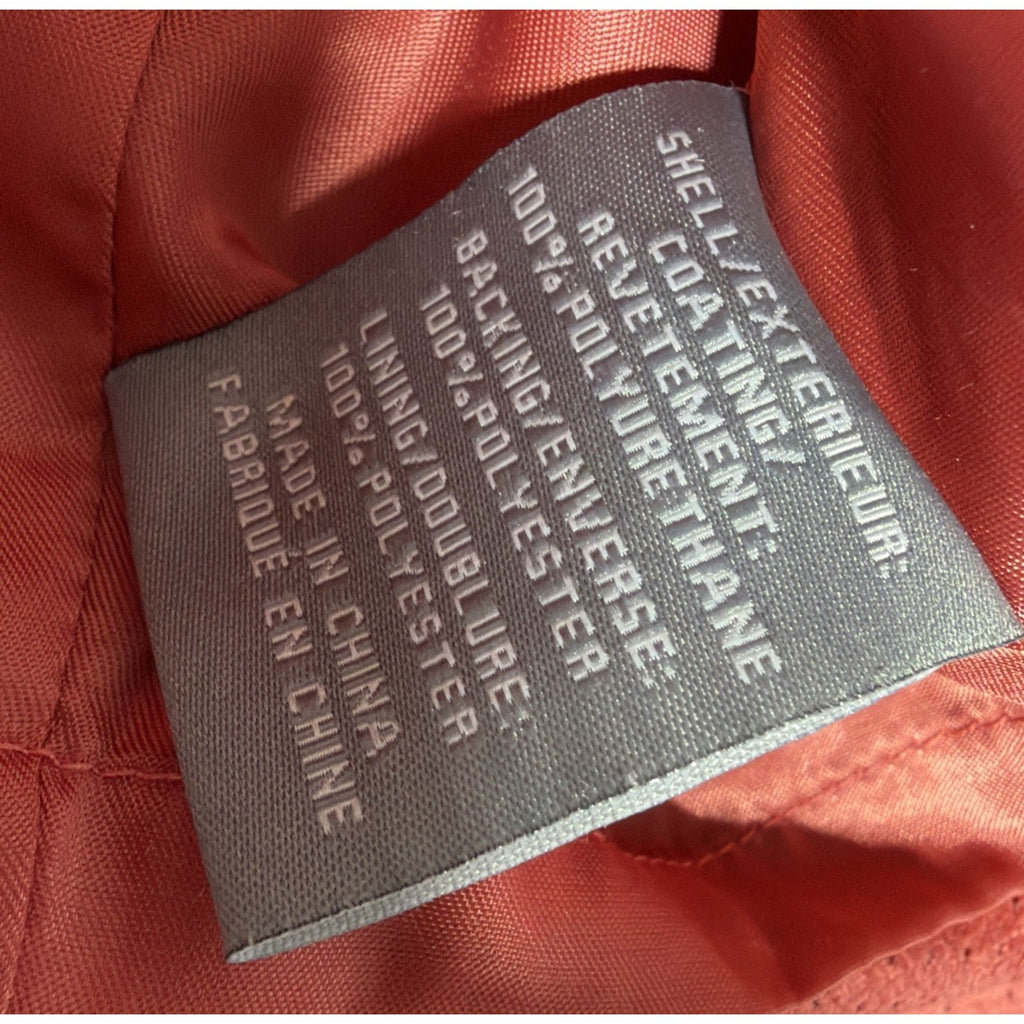 SHELL/EXTERIEUR:
COATING/
REVETEMENT:
100% POLYURETHANE
BACKING/ENVERSE:
100% POLYESTER
LINING/DOUBLURE:
100% POLYESTER
MADE IN CHINA
FABRIQUÉ EN CHINE